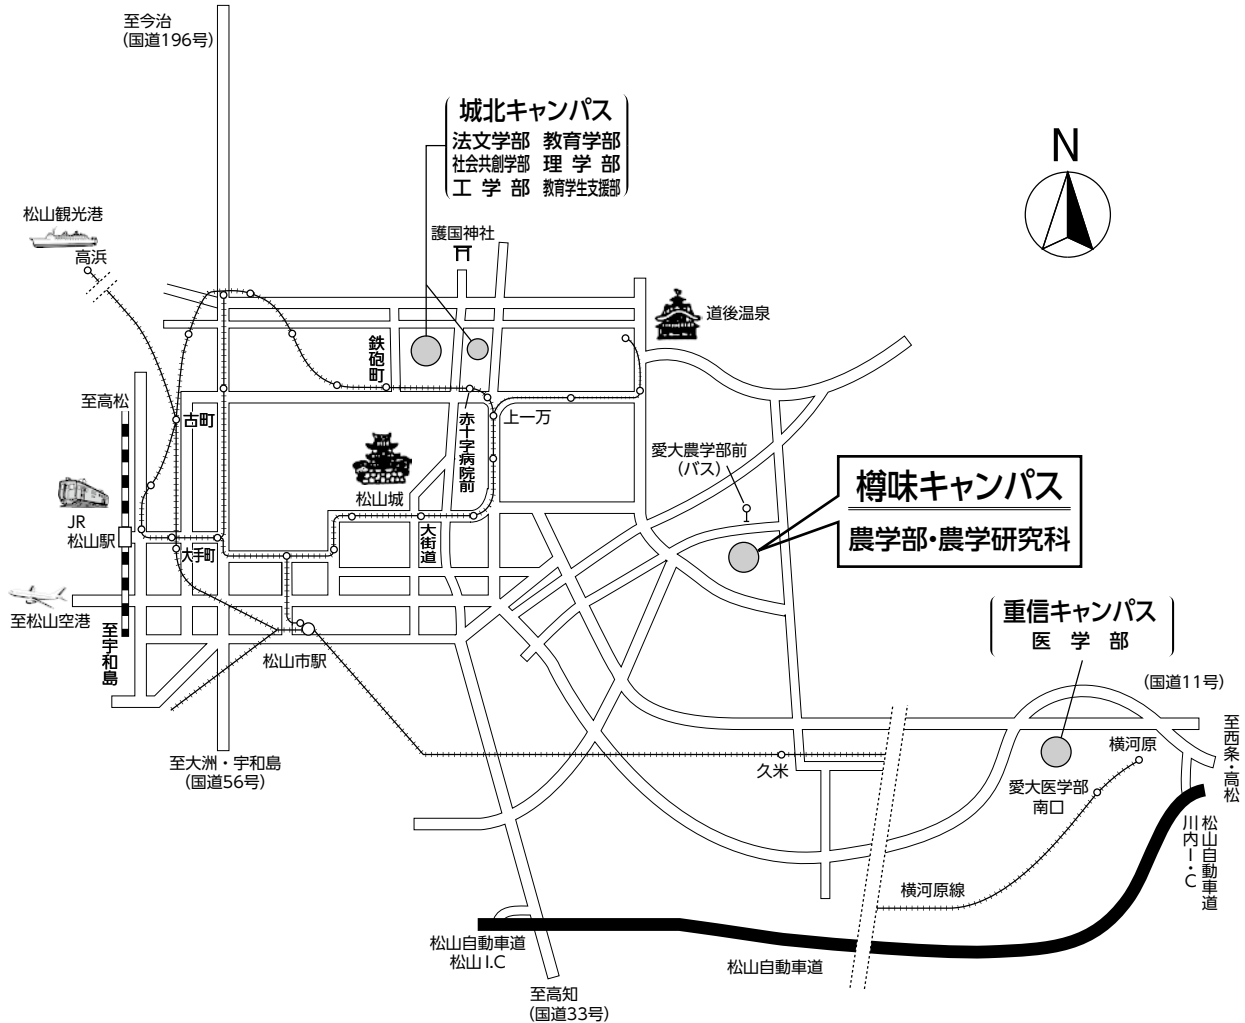 至今治
(国道196号)
城北キャンパス
法文学部 教育学部
社会共創学部 理学部
工学部 教育学生支援部
N
松山観光港
高浜
護国神社
道後温泉
鉄砲町
至高松
古町
赤十字病院前
上一万
愛大農学部前
(バス)
樽味キャンパス
農学部・農学研究科
松山城
JR
松山駅
大手町
大街道
至松山空港
至宇和島
松山市駅
重信キャンパス
医学部
(国道11号)
至西条・高松
横河原
久米
愛大医学部
南口
至大洲・宇和島
(国道56号)
松山自動車道
川内I・C
横河原線
松山自動車道
松山I.C
松山自動車道
至高知
(国道33号)